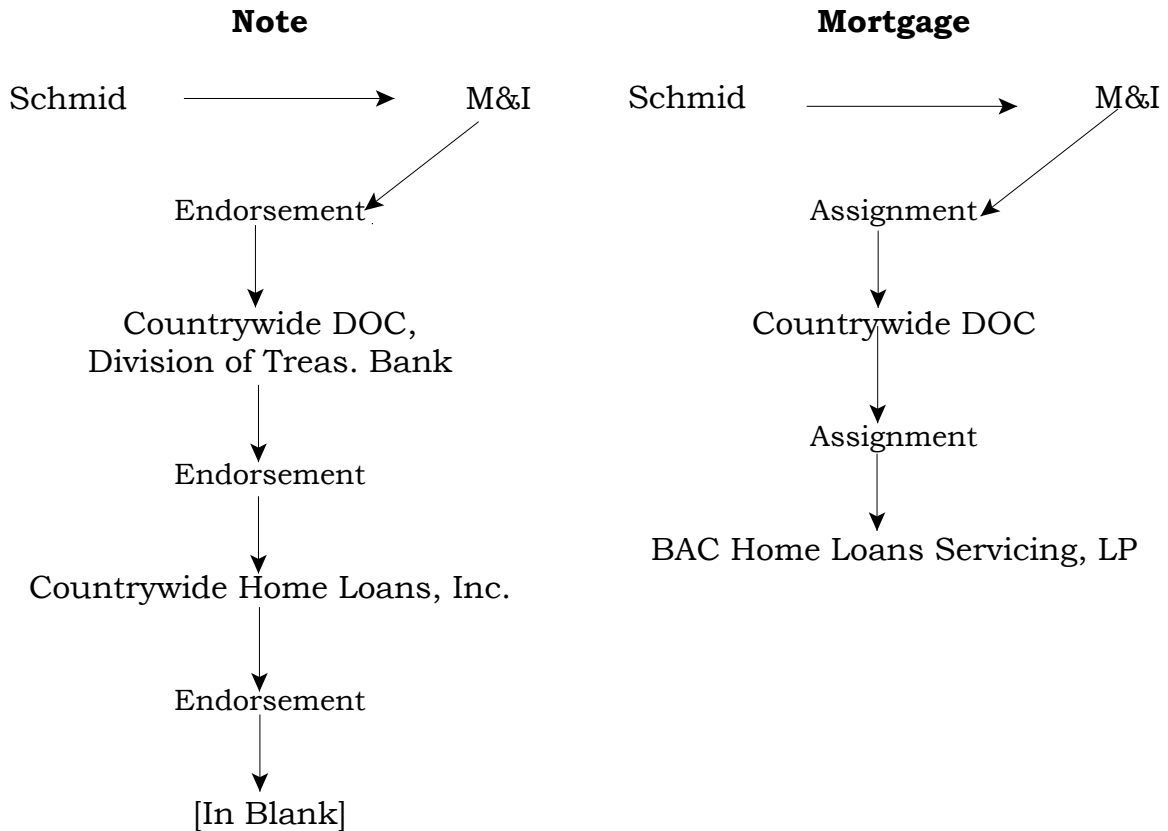 Note
Schmid
M&I
Endorsement
Countrywide DOC,
Division of Treas. Bank
Endorsement
Countrywide Home Loans, Inc.
Endorsement
[In Blank]
Mortgage
Schmid
M&I
Assignment
Countrywide DOC
Assignment
BAC Home Loans Servicing, LP